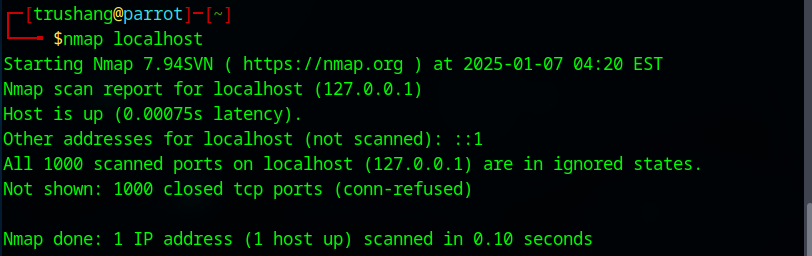 ┌─[trushang@parrot]─[~]
└──╼ $nmap localhost
Starting Nmap 7.94SVN ( https://nmap.org ) at 2025-01-07 04:20 EST
Nmap scan report for localhost (127.0.0.1)
Host is up (0.00075s latency).
Other addresses for localhost (not scanned): ::1
All 1000 scanned ports on localhost (127.0.0.1) are in ignored states.
Not shown: 1000 closed tcp ports (conn-refused)
Nmap done: 1 IP address (1 host up) scanned in 0.10 seconds